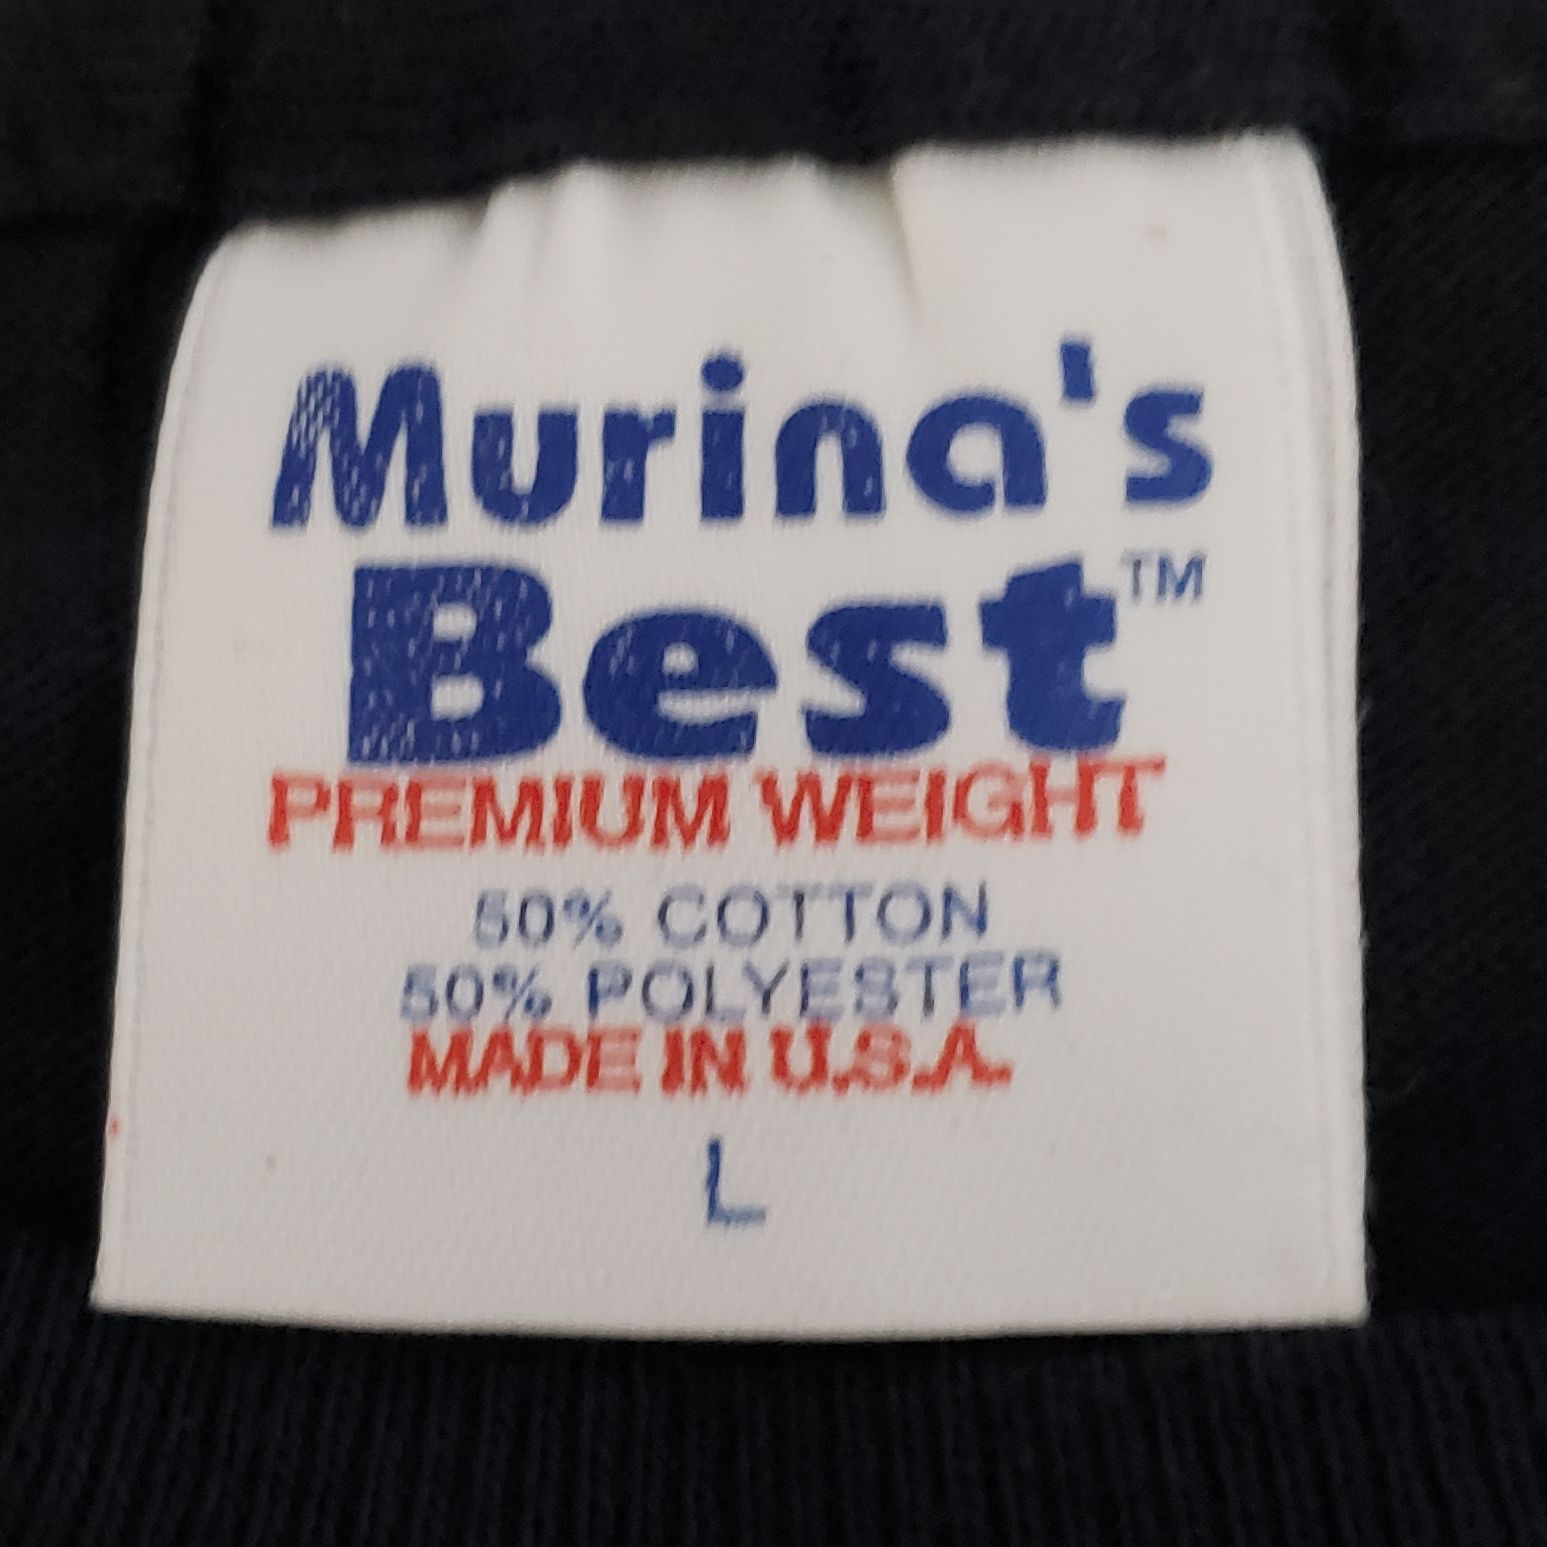 Murina's
Best™
PREMIUM WEIGHT
50% COTTON
50% POLYESTER
MADE IN U.S.A.
L